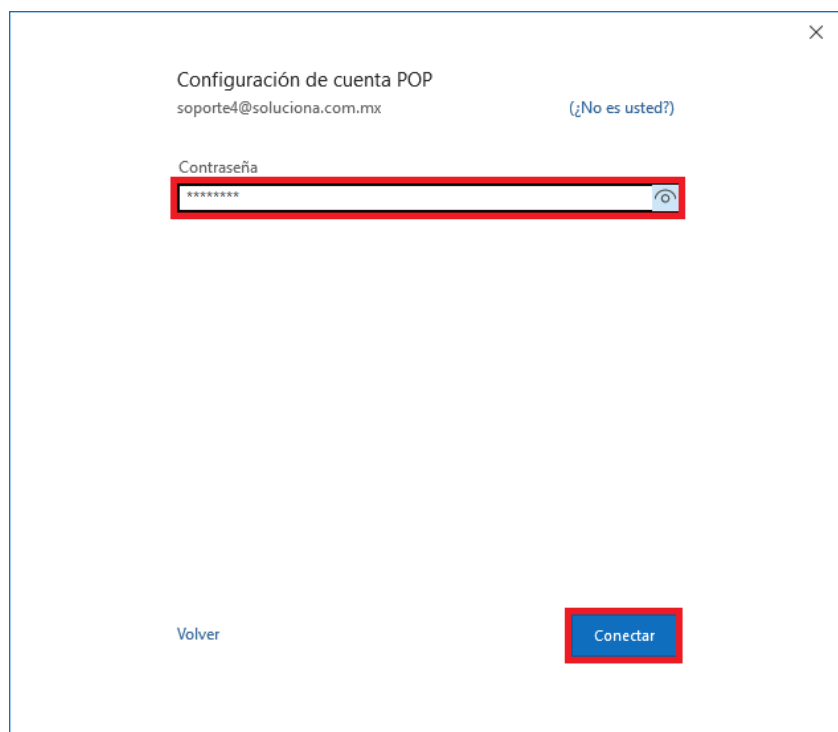 Configuración de cuenta POP
soporte4@soluciona.com.mx (¿No es usted?)
Contraseña
********
Volver Conectar